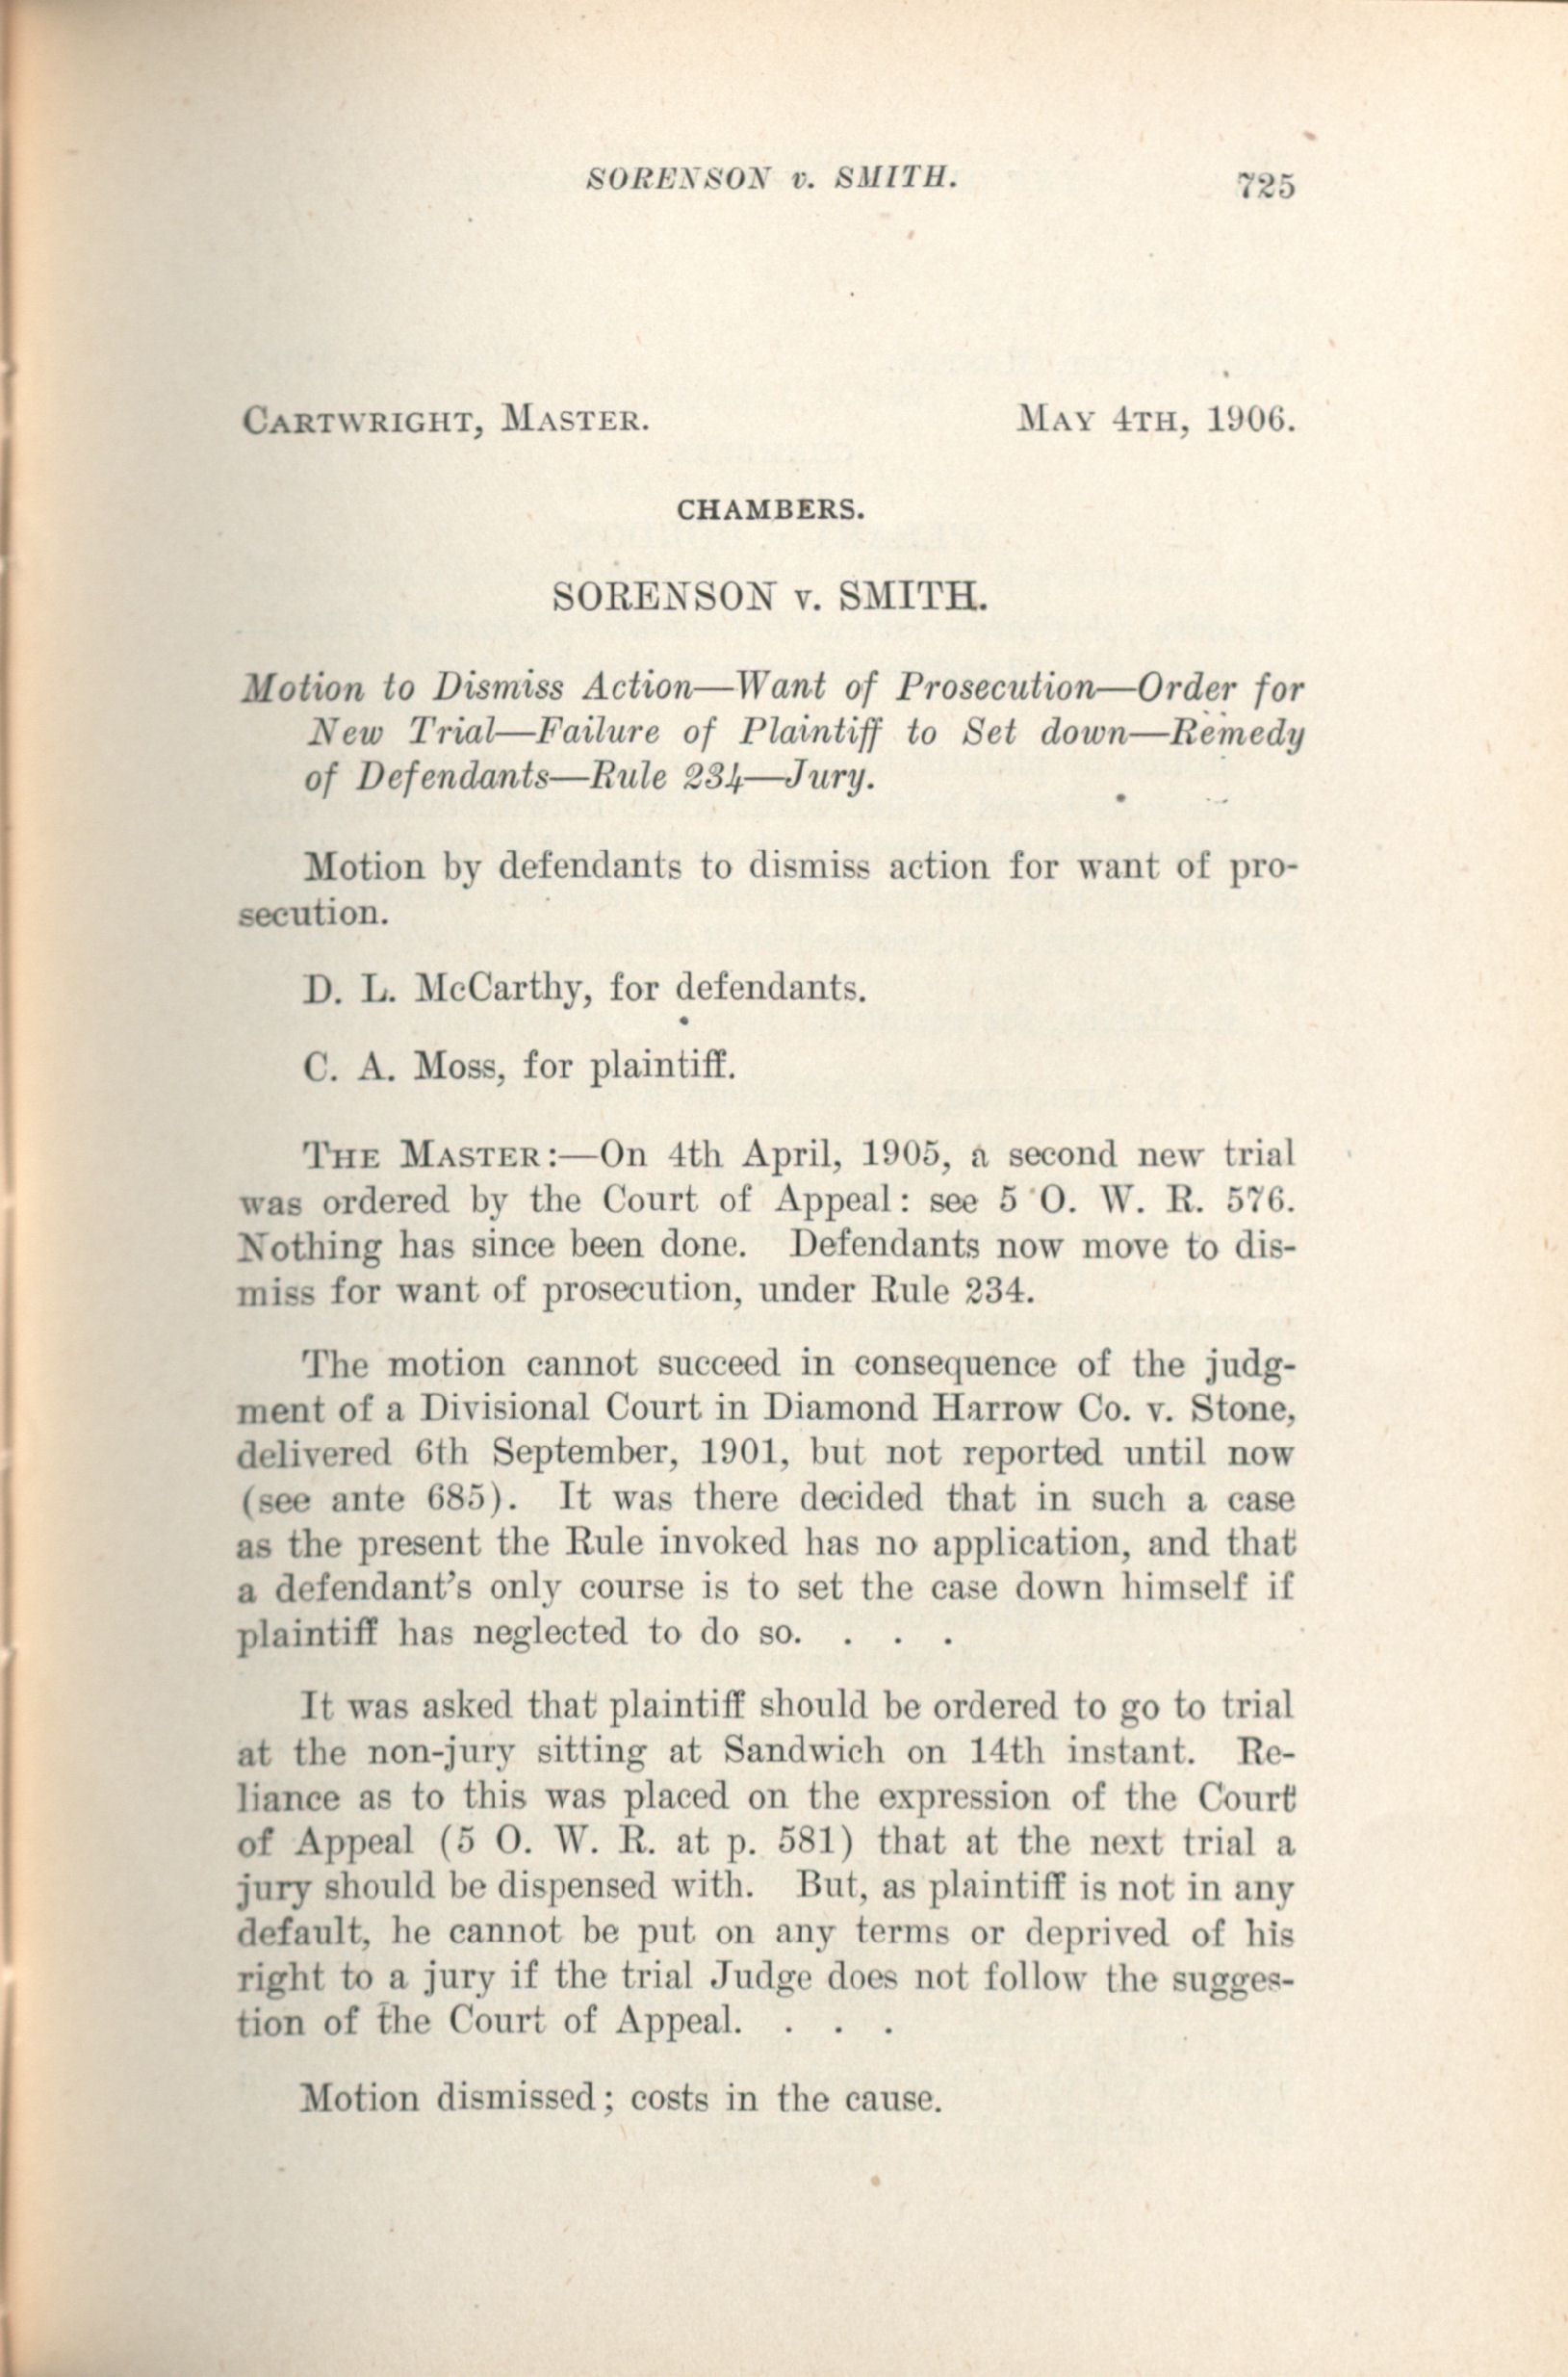 SORENSON v. SMITH. 725
CARTWRIGHT, MASTER. MAY 4TH, 1906.
CHAMBERS.
SORENSON v. SMITH.
Motion to Dismiss Action—Want of Prosecution—Order for
New Trial—Failure of Plaintiff to Set down—Remedy
of Defendants—Rule 234—Jury.
Motion by defendants to dismiss action for want of pro-
secution.
D. L. McCarthy, for defendants.
C. A. Moss, for plaintiff.
THE MASTER:—On 4th April, 1905, a second new trial
was ordered by the Court of Appeal: see 5 O. W. R. 576.
Nothing has since been done. Defendants now move to dis-
miss for want of prosecution, under Rule 234.
The motion cannot succeed in consequence of the judg-
ment of a Divisional Court in Diamond Harrow Co. v. Stone,
delivered 6th September, 1901, but not reported until now
(see ante 685). It was there decided that in such a case
as the present the Rule invoked has no application, and that
a defendant's only course is to set the case down himself if
plaintiff has neglected to do so. . . .
It was asked that plaintiff should be ordered to go to trial
at the non-jury sitting at Sandwich on 14th instant. Re-
liance as to this was placed on the expression of the Court
of Appeal (5 O. W. R. at p. 581) that at the next trial a
jury should be dispensed with. But, as plaintiff is not in any
default, he cannot be put on any terms or deprived of his
right to a jury if the trial Judge does not follow the sugges-
tion of the Court of Appeal. . . .
Motion dismissed; costs in the cause.